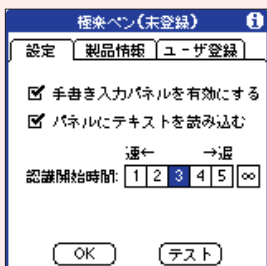 極楽ペン(未登録) i
設定 製品情報 ユーザ登録
手書き入力パネルを有効にする
パネルにテキストを読み込む
速← →遅
認識開始時間: 1 2 3 4 5 ∞
OK テスト